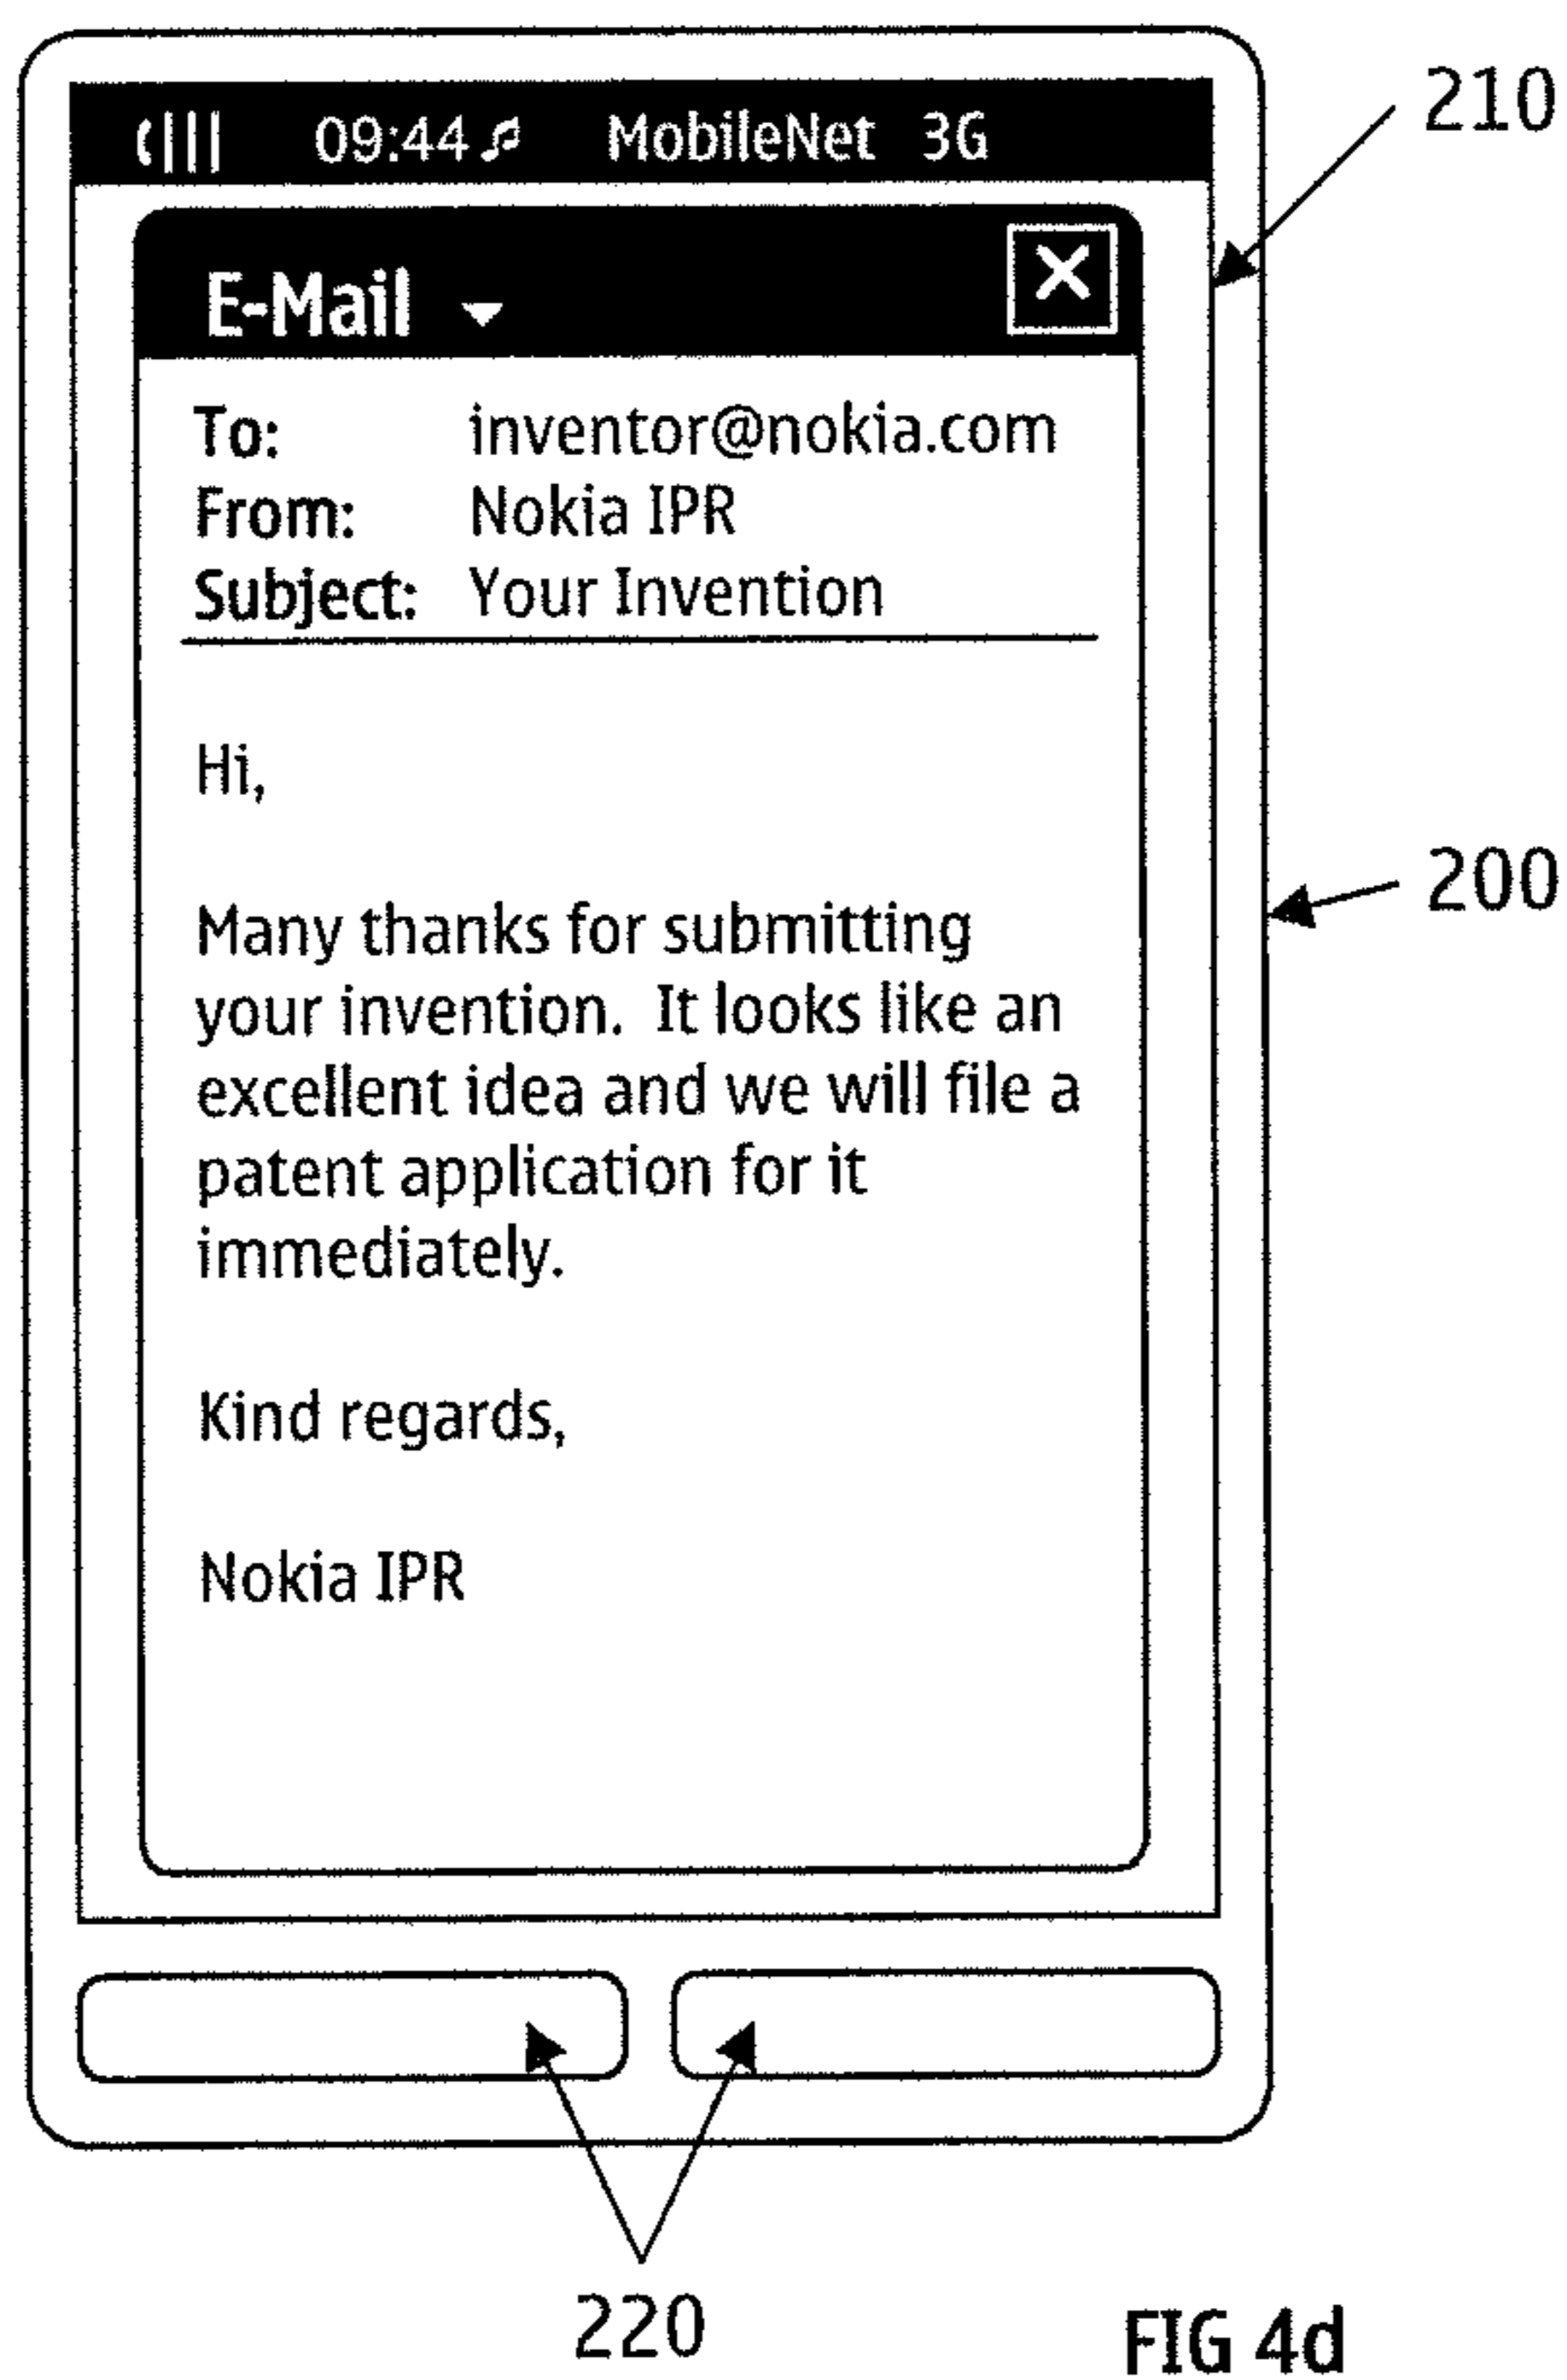 09:44 MobileNet 3G
210
E-Mail
To: inventor@nokia.com
From: Nokia IPR
Subject: Your Invention
Hi,
200
Many thanks for submitting
your invention. It looks like an
excellent idea and we will file a
patent application for it
immediately.
Kind regards,
Nokia IPR
220
FIG 4d